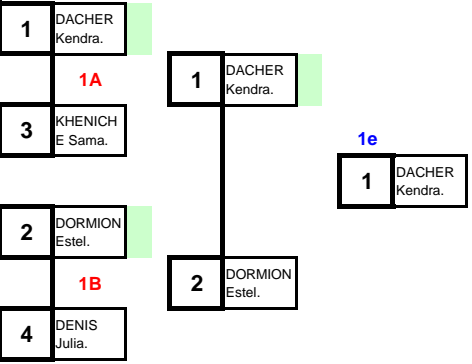 1
DACHER
Kendra.
1A
3
KHENICH
E Sama.
2
DORMION
Estel.
1B
4
DENIS
Julia.
1
DACHER
Kendra.
2
DORMION
Estel.
1e
1
DACHER
Kendra.